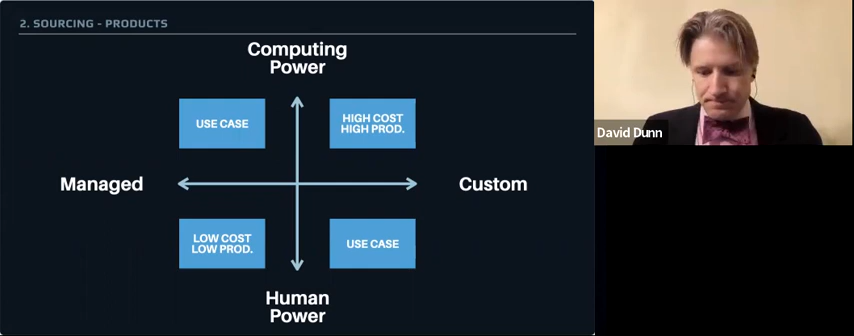 2. SOURCING - PRODUCTS
Computing
Power
USE CASE
HIGH COST
HIGH PROD.
Managed
Custom
LOW COST
LOW PROD.
USE CASE
Human
Power
David Dunn